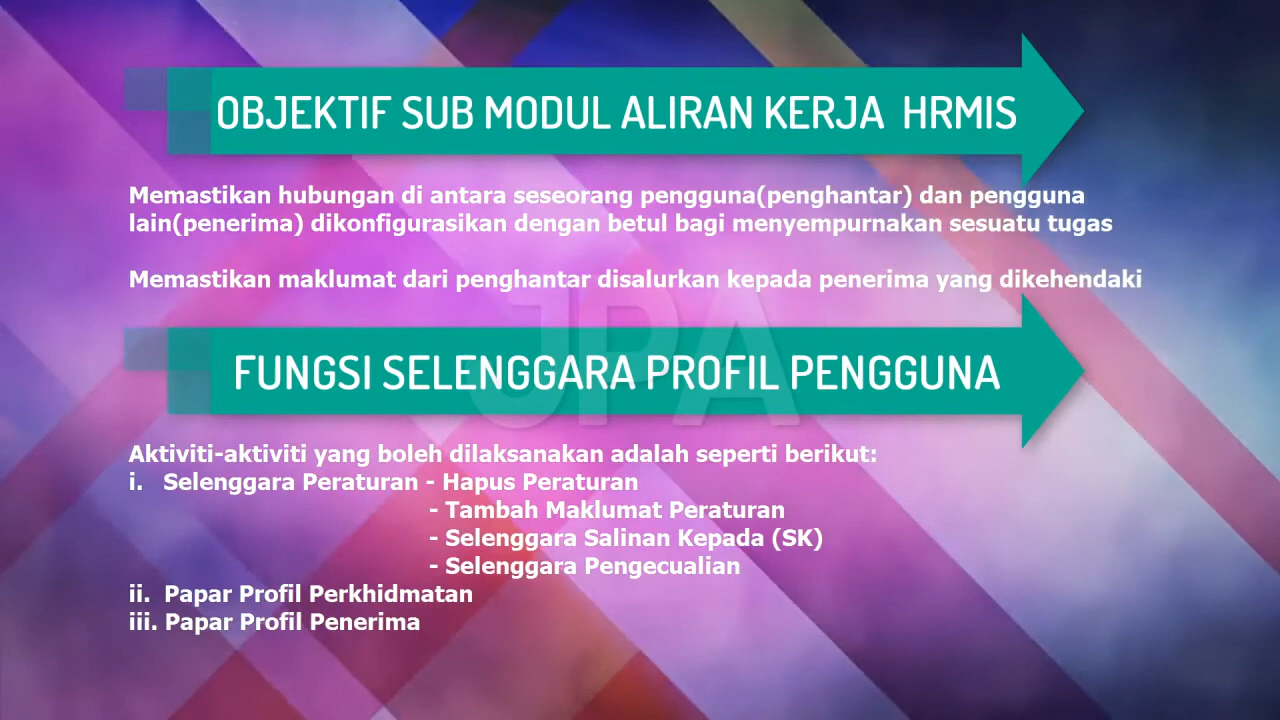 OBJEKTIF SUB MODUL ALIRAN KERJA  HRMIS
Memastikan hubungan di antara seseorang pengguna(penghantar) dan pengguna
lain(penerima) dikonfigurasikan dengan betul bagi menyempurnakan sesuatu tugas
Memastikan maklumat dari penghantar disalurkan kepada penerima yang dikehendaki
JPA
FUNGSI SELENGGARA PROFIL PENGGUNA
Aktiviti-aktiviti yang boleh dilaksanakan adalah seperti berikut:
i.   Selenggara Peraturan - Hapus Peraturan
- Tambah Maklumat Peraturan
- Selenggara Salinan Kepada (SK)
- Selenggara Pengecualian
ii.  Papar Profil Perkhidmatan
iii. Papar Profil Penerima